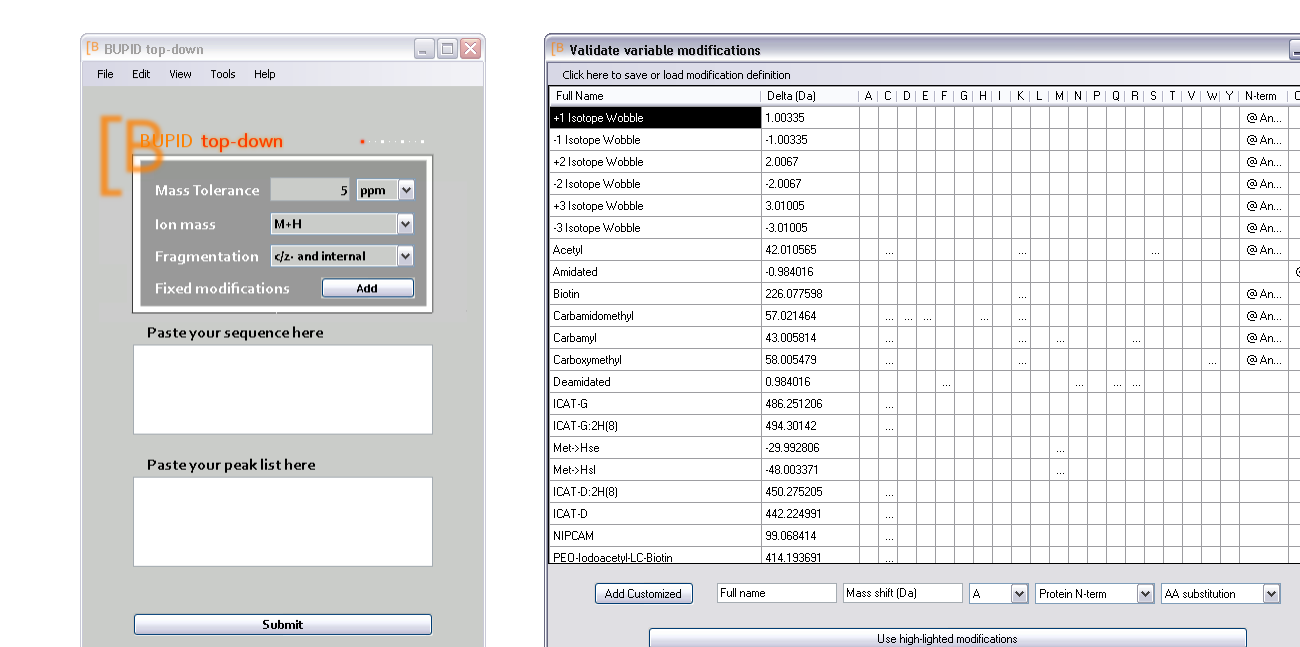 [B BUPID top-down
File Edit View Tools Help
[B
BUPID top-down
Mass Tolerance 5 ppm
Ion mass M+H
Fragmentation c/z· and internal
Fixed modifications Add
Paste your sequence here
Paste your peak list here
Submit
[B Validate variable modifications
Click here to save or load modification definition
Full Name Delta (Da) A C D E F G H I K L M N P Q R S T V W Y N-term
+1 Isotope Wobble 1.00335 @ An...
-1 Isotope Wobble -1.00335 @ An...
+2 Isotope Wobble 2.0067 @ An...
-2 Isotope Wobble -2.0067 @ An...
+3 Isotope Wobble 3.01005 @ An...
-3 Isotope Wobble -3.01005 @ An...
Acetyl 42.010565 ... ... ... @ An...
Amidated -0.984016
Biotin 226.077598 ... @ An...
Carbamidomethyl 57.021464 ... ... ... ... ... @ An...
Carbamyl 43.005814 ... ... ... ... @ An...
Carboxymethyl 58.005479 ... ... ... @ An...
Deamidated 0.984016 ... ... ... ...
ICAT-G 486.251206 ...
ICAT-G:2H(8) 494.30142 ...
Met->Hse -29.992806 ...
Met->Hsl -48.003371 ...
ICAT-D:2H(8) 450.275205 ...
ICAT-D 442.224991 ...
NIPCAM 99.068414 ...
PEO-Iodoacetyl-LC-Biotin 414.193691 ...
Add Customized Full name Mass shift (Da) A Protein N-term AA substitution
Use high-lighted modifications